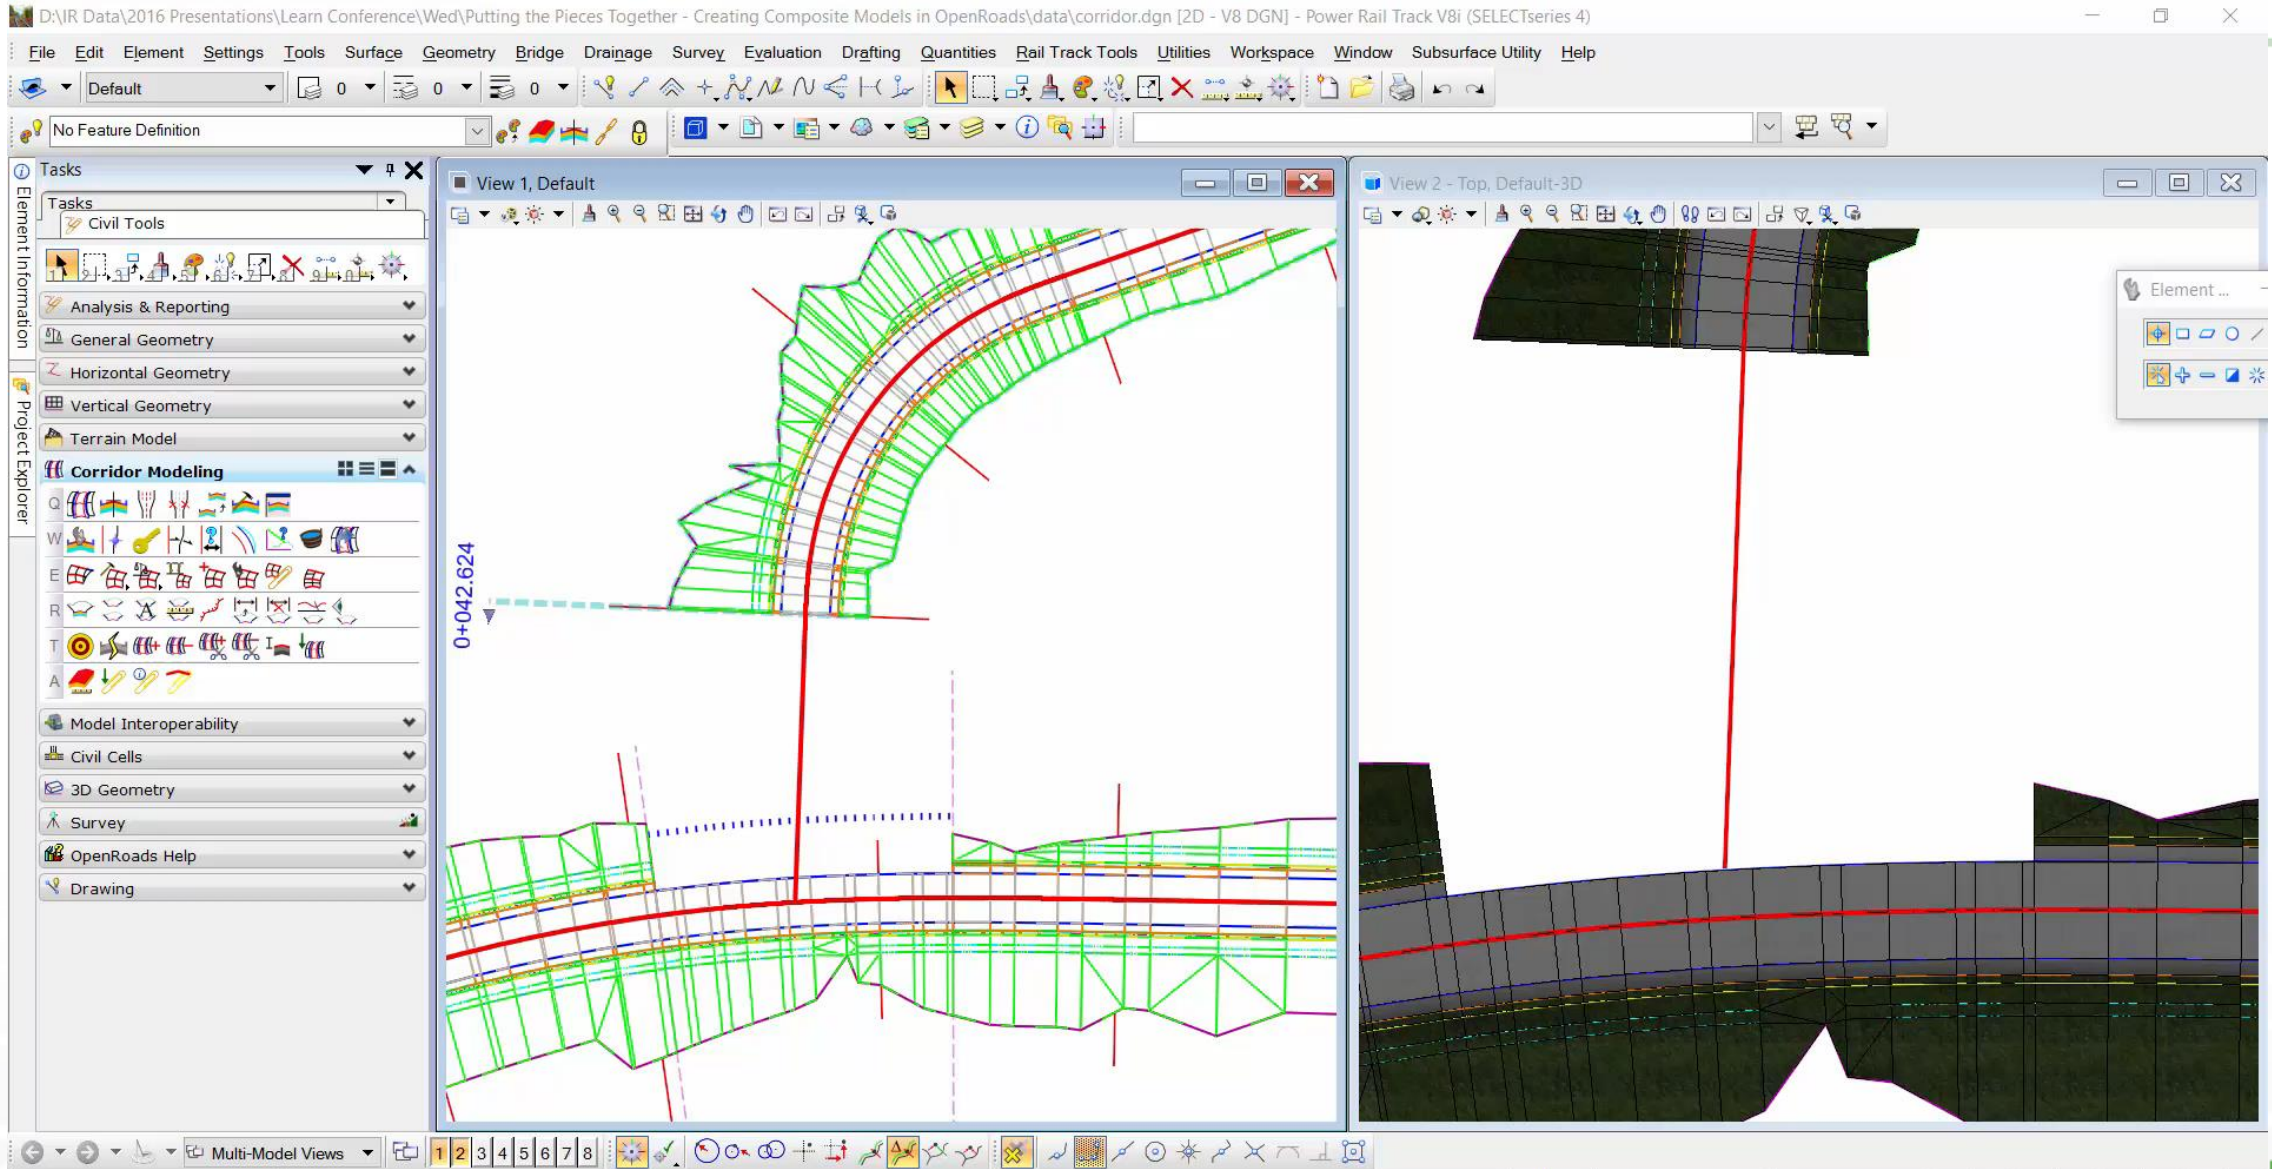 D:\IR Data\2016 Presentations\Learn Conference\Wed\Putting the Pieces Together - Creating Composite Models in OpenRoads\data\corridor.dgn [2D - V8 DGN] - Power Rail Track V8i (SELECTseries 4)
File Edit Element Settings Tools Surface Geometry Bridge Drainage Survey Evaluation Drafting Quantities Rail Track Tools Utilities Workspace Window Subsurface Utility Help
Default 0 0 0
No Feature Definition
Element Information
Project Explorer
Tasks
Tasks
Civil Tools
Analysis & Reporting
General Geometry
Horizontal Geometry
Vertical Geometry
Terrain Model
Corridor Modeling
Q
W
E
R
T
A
Model Interoperability
Civil Cells
3D Geometry
Survey
OpenRoads Help
Drawing
View 1, Default
0+042.624
View 2 - Top, Default-3D
Element ...
Multi-Model Views 1 2 3 4 5 6 7 8